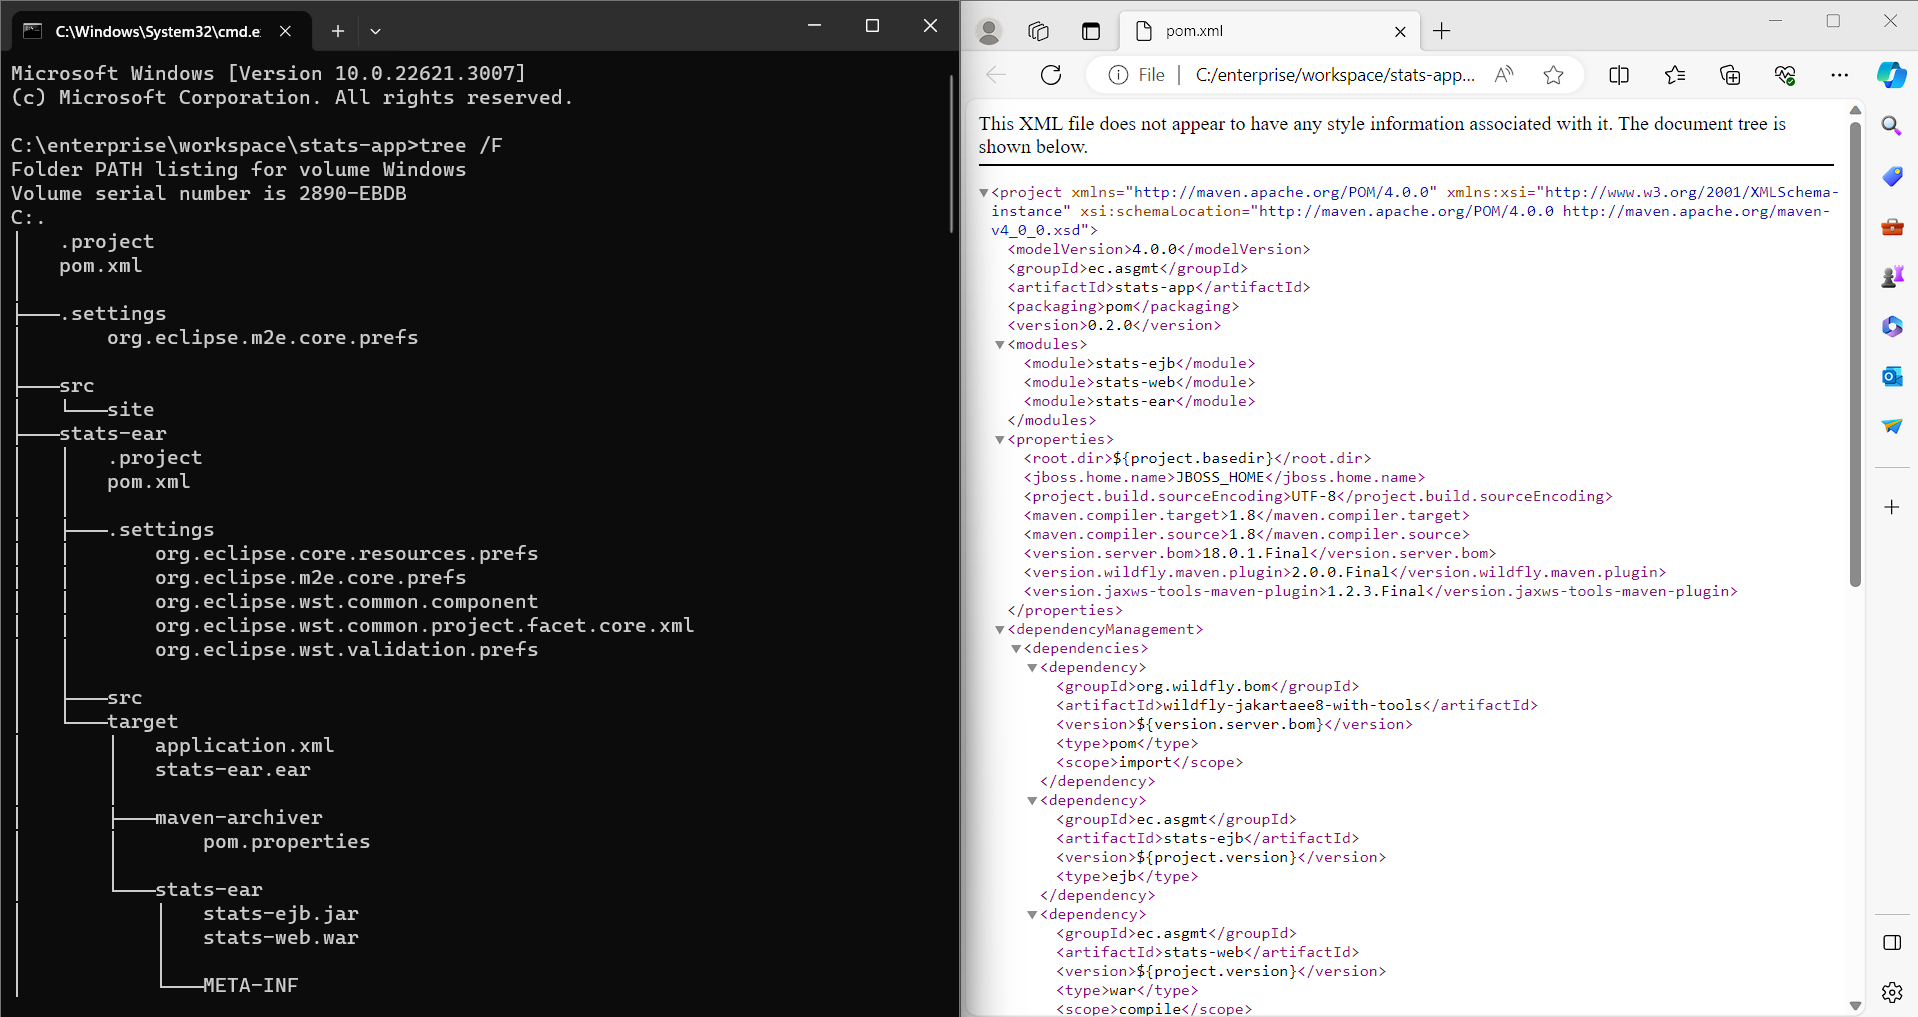 C:\Windows\System32\cmd.e
Microsoft Windows [Version 10.0.22621.3007]
(c) Microsoft Corporation. All rights reserved.
C:\enterprise\workspace\stats-app>tree /F
Folder PATH listing for volume Windows
Volume serial number is 2890-EBDB
C:.
.project
pom.xml
.settings
org.eclipse.m2e.core.prefs
src
site
stats-ear
.project
pom.xml
.settings
org.eclipse.core.resources.prefs
org.eclipse.m2e.core.prefs
org.eclipse.wst.common.component
org.eclipse.wst.common.project.facet.core.xml
org.eclipse.wst.validation.prefs
src
target
application.xml
stats-ear.ear
maven-archiver
pom.properties
stats-ear
stats-ejb.jar
stats-web.war
META-INF
pom.xml
File
C:/enterprise/workspace/stats-app...
This XML file does not appear to have any style information associated with it. The document tree is
shown below.
<project xmlns="http://maven.apache.org/POM/4.0.0" xmlns:xsi="http://www.w3.org/2001/XMLSchema-
instance" xsi:schemaLocation="http://maven.apache.org/POM/4.0.0 http://maven.apache.org/maven-
v4_0_0.xsd">
<modelVersion>4.0.0</modelVersion>
<groupId>ec.asgmt</groupId>
<artifactId>stats-app</artifactId>
<packaging>pom</packaging>
<version>0.2.0</version>
<modules>
<module>stats-ejb</module>
<module>stats-web</module>
<module>stats-ear</module>
</modules>
<properties>
<root.dir>${project.basedir}</root.dir>
<jboss.home.name>JBOSS_HOME</jboss.home.name>
<project.build.sourceEncoding>UTF-8</project.build.sourceEncoding>
<maven.compiler.target>1.8</maven.compiler.target>
<maven.compiler.source>1.8</maven.compiler.source>
<version.server.bom>18.0.1.Final</version.server.bom>
<version.wildfly.maven.plugin>2.0.0.Final</version.wildfly.maven.plugin>
<version.jaxws-tools-maven-plugin>1.2.3.Final</version.jaxws-tools-maven-plugin>
</properties>
<dependencyManagement>
<dependencies>
<dependency>
<groupId>org.wildfly.bom</groupId>
<artifactId>wildfly-jakartaee8-with-tools</artifactId>
<version>${version.server.bom}</version>
<type>pom</type>
<scope>import</scope>
</dependency>
<dependency>
<groupId>ec.asgmt</groupId>
<artifactId>stats-ejb</artifactId>
<version>${project.version}</version>
<type>ejb</type>
</dependency>
<dependency>
<groupId>ec.asgmt</groupId>
<artifactId>stats-web</artifactId>
<version>${project.version}</version>
<type>war</type>
<scope>compile</scope>